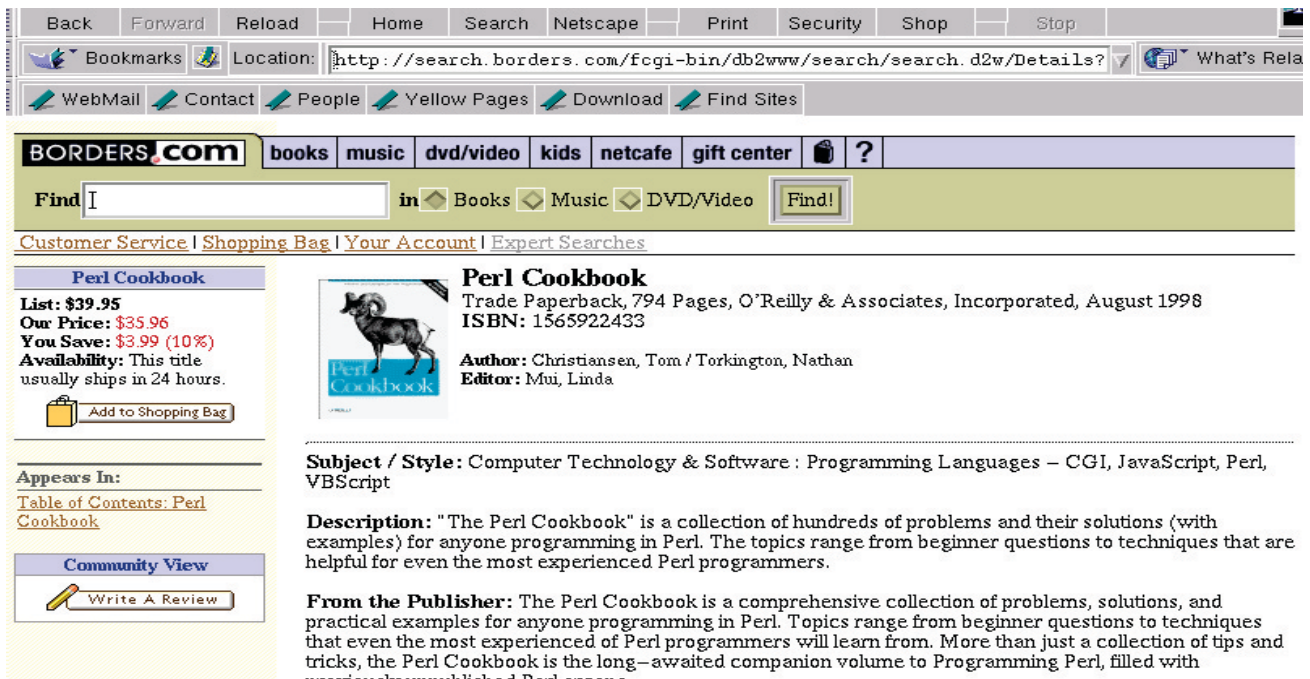 Back Forward Reload Home Search Netscape Print Security Shop Stop
Bookmarks Location: http://search.borders.com/fcgi-bin/db2www/search/search.d2w/Details? What's Rela
WebMail Contact People Yellow Pages Download Find Sites
BORDERS.com books music dvd/video kids netcafe gift center ?
Find in Books Music DVD/Video Find!
Customer Service | Shopping Bag | Your Account | Expert Searches
Perl Cookbook
List: $39.95
Our Price: $35.96
You Save: $3.99 (10%)
Availability: This title
usually ships in 24 hours.
Add to Shopping Bag
Appears In:
Table of Contents: Perl
Cookbook
Community View
Write A Review
Perl
Cookbook
O'REILLY
Perl Cookbook
Trade Paperback, 794 Pages, O'Reilly & Associates, Incorporated, August 1998
ISBN: 1565922433
Author: Christiansen, Tom / Torkington, Nathan
Editor: Mui, Linda
Subject / Style: Computer Technology & Software : Programming Languages – CGI, JavaScript, Perl,
VBScript
Description: "The Perl Cookbook" is a collection of hundreds of problems and their solutions (with
examples) for anyone programming in Perl. The topics range from beginner questions to techniques that are
helpful for even the most experienced Perl programmers.
From the Publisher: The Perl Cookbook is a comprehensive collection of problems, solutions, and
practical examples for anyone programming in Perl. Topics range from beginner questions to techniques
that even the most experienced of Perl programmers will learn from. More than just a collection of tips and
tricks, the Perl Cookbook is the long–awaited companion volume to Programming Perl, filled with